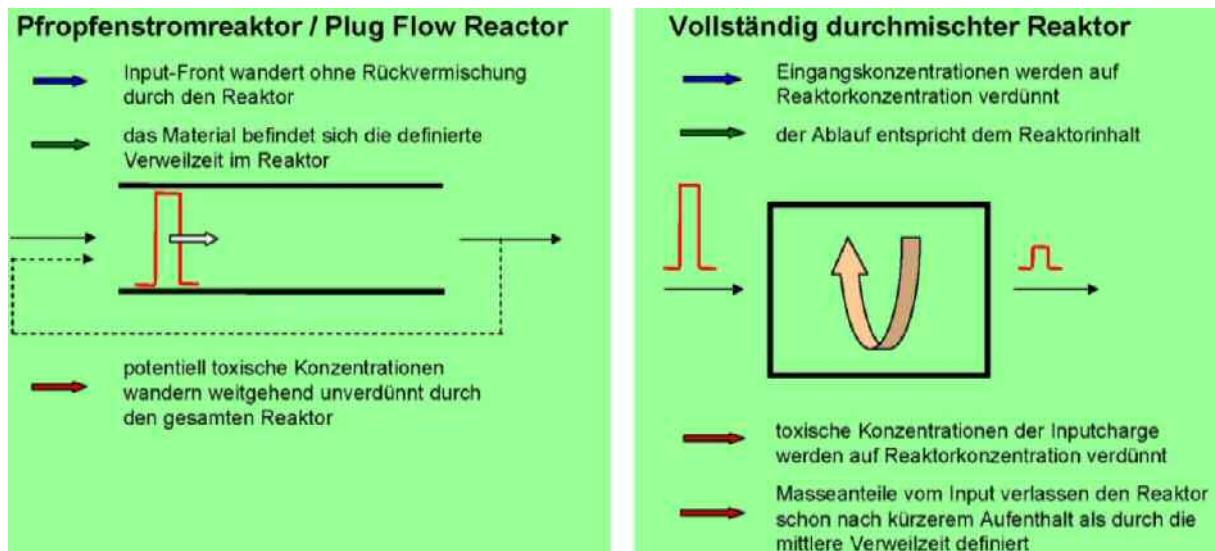 Pfropfenstromreaktor / Plug Flow Reactor
Input-Front wandert ohne Rückvermischung
durch den Reaktor
das Material befindet sich die definierte
Verweilzeit im Reaktor
potentiell toxische Konzentrationen
wandern weitgehend unverdünnt durch
den gesamten Reaktor
Vollständig durchmischter Reaktor
Eingangskonzentrationen werden auf
Reaktorkonzentration verdünnt
der Ablauf entspricht dem Reaktorinhalt
toxische Konzentrationen der Inputcharge
werden auf Reaktorkonzentration verdünnt
Masseanteile vom Input verlassen den Reaktor
schon nach kürzerem Aufenthalt als durch die
mittlere Verweilzeit definiert